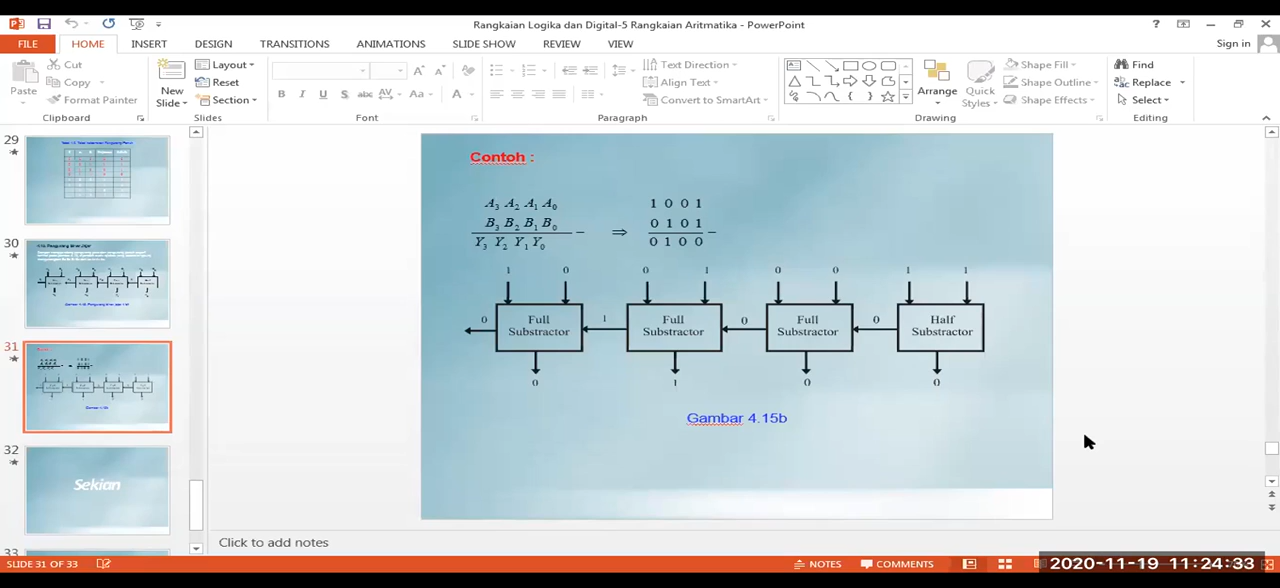 Rangkaian Logika dan Digital-5 Rangkaian Aritmatika - PowerPoint
FILE HOME INSERT DESIGN TRANSITIONS ANIMATIONS SLIDE SHOW REVIEW VIEW Sign in
Paste
Cut
Copy
Format Painter
Clipboard
New Slide
Layout
Reset
Section
Slides
B I U S abc AV Aa A
Font
Text Direction
Align Text
Convert to SmartArt
Paragraph
Arrange
Quick Styles
Shape Fill
Shape Outline
Shape Effects
Drawing
Find
Replace
Select
Editing
29
30
31
32
Sekian
33
Contoh :
A3 A2 A1 A0 1 0 0 1
B3 B2 B1 B0 – ⇒ 0 1 0 1 –
Y3 Y2 Y1 Y0 0 1 0 0
1 0 0 1 0 0 1 1
0 Full Substractor 1 Full Substractor 0 Full Substractor 0 Half Substractor
0 1 0 0
Gambar 4.15b
Click to add notes
SLIDE 31 OF 33 NOTES COMMENTS
2020-11-19 11:24:33